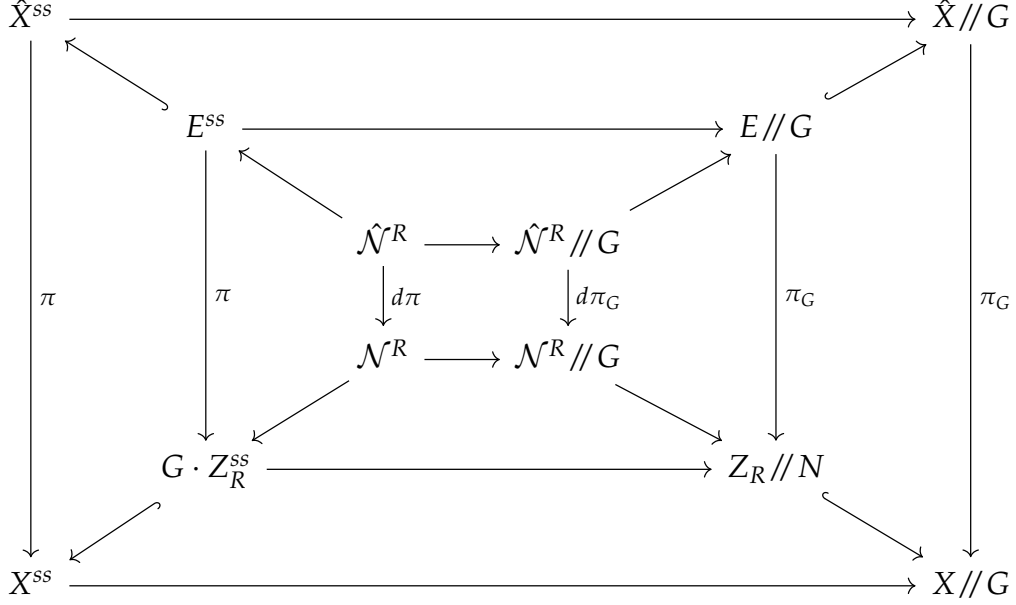 X̂^{ss} X̂ // G
E^{ss} E // G
𝒩̂^R 𝒩̂^R // G
π π dπ dπ_G π_G π_G
𝒩^R 𝒩^R // G
G · Z_R^{ss} Z_R // N
X^{ss} X // G